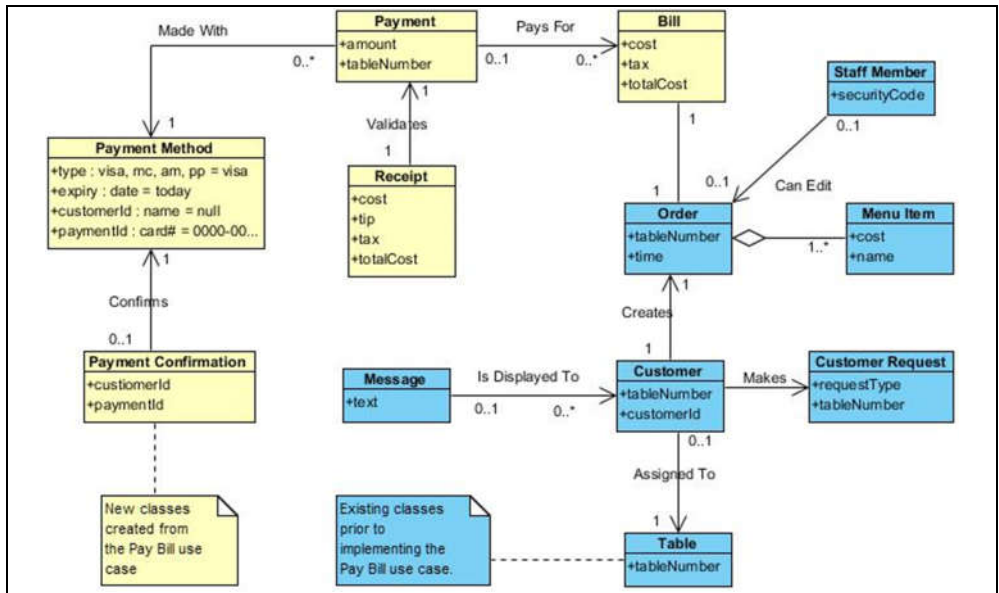 Payment
+amount
+tableNumber
Made With
0..*
1
Pays For
0..1
0..*
Bill
+cost
+tax
+totalCost
Staff Member
+securityCode
0..1
0..1
Can Edit
Payment Method
+type : visa, mc, am, pp = visa
+expiry : date = today
+customerId : name = null
+paymentId : card# = 0000-00...
1
Validates
1
Receipt
+cost
+tip
+tax
+totalCost
1
1
Order
+tableNumber
+time
1..*
Menu Item
+cost
+name
1
Confirms
0..1
Payment Confirmation
+custiomerId
+paymentId
1
Creates
1
Message
+text
Is Displayed To
0..1
0..*
Customer
+tableNumber
+customerId
Makes
Customer Request
+requestType
+tableNumber
0..1
Assigned To
1
Table
+tableNumber
New classes
created from
the Pay Bill use
case
Existing classes
prior to
implementing the
Pay Bill use case.